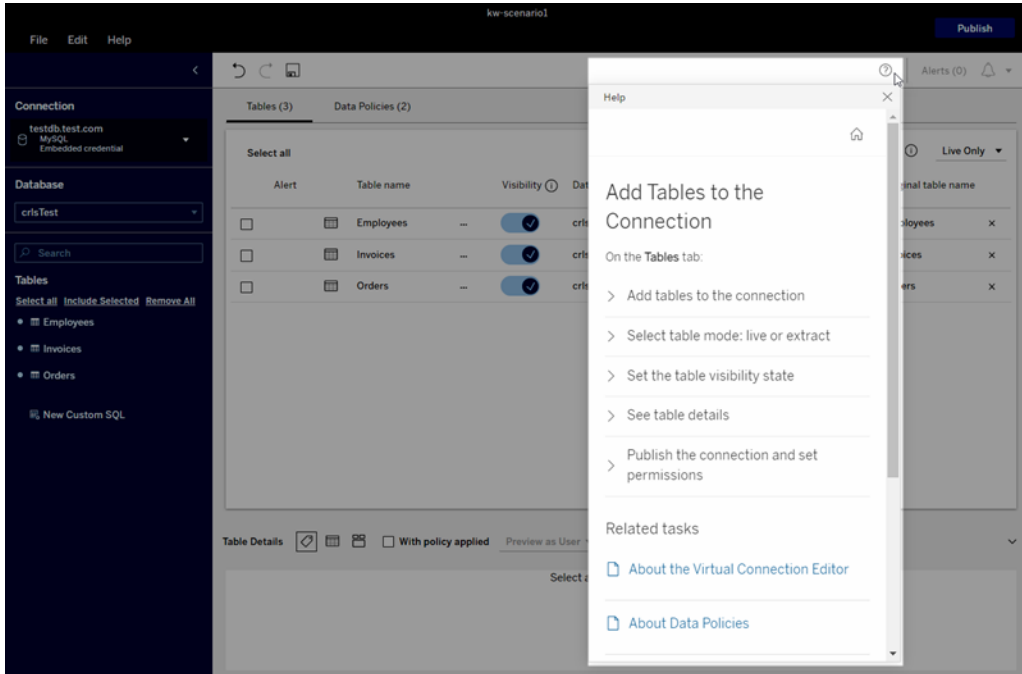 kw-scenario1
File Edit Help
Publish
Alerts (0)
Connection
testdb.test.com
MySQL
Embedded credential
Database
crlsTest
Search
Tables
Select all Include Selected Remove All
Employees
Invoices
Orders
New Custom SQL
Tables (3) Data Policies (2)
Select all
Live Only
Alert Table name Visibility table name
Employees
Invoices
Orders
Table Details With policy applied Preview as User
Help
Add Tables to the
Connection
On the Tables tab:
Add tables to the connection
Select table mode: live or extract
Set the table visibility state
See table details
Publish the connection and set
permissions
Related tasks
About the Virtual Connection Editor
About Data Policies